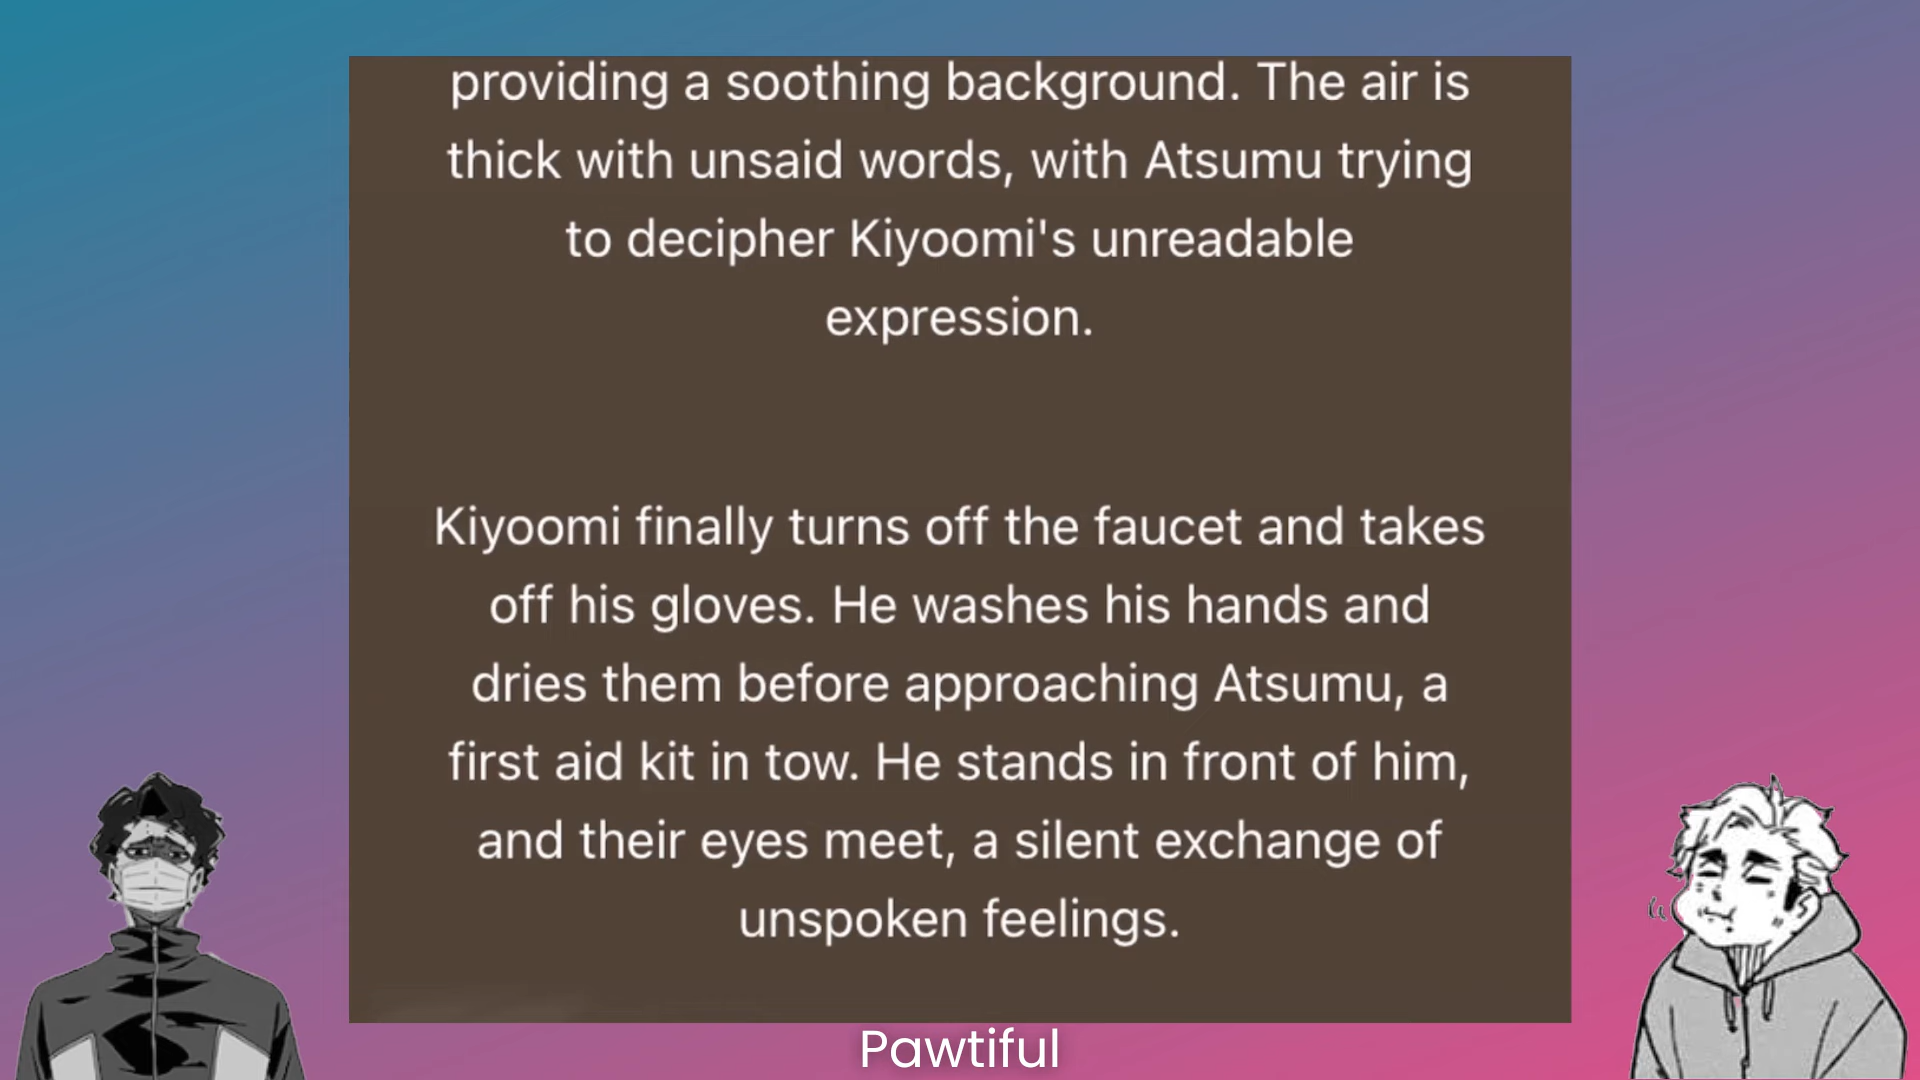 providing a soothing background. The air is
thick with unsaid words, with Atsumu trying
to decipher Kiyoomi's unreadable
expression.
Kiyoomi finally turns off the faucet and takes
off his gloves. He washes his hands and
dries them before approaching Atsumu, a
first aid kit in tow. He stands in front of him,
and their eyes meet, a silent exchange of
unspoken feelings.
Pawtiful